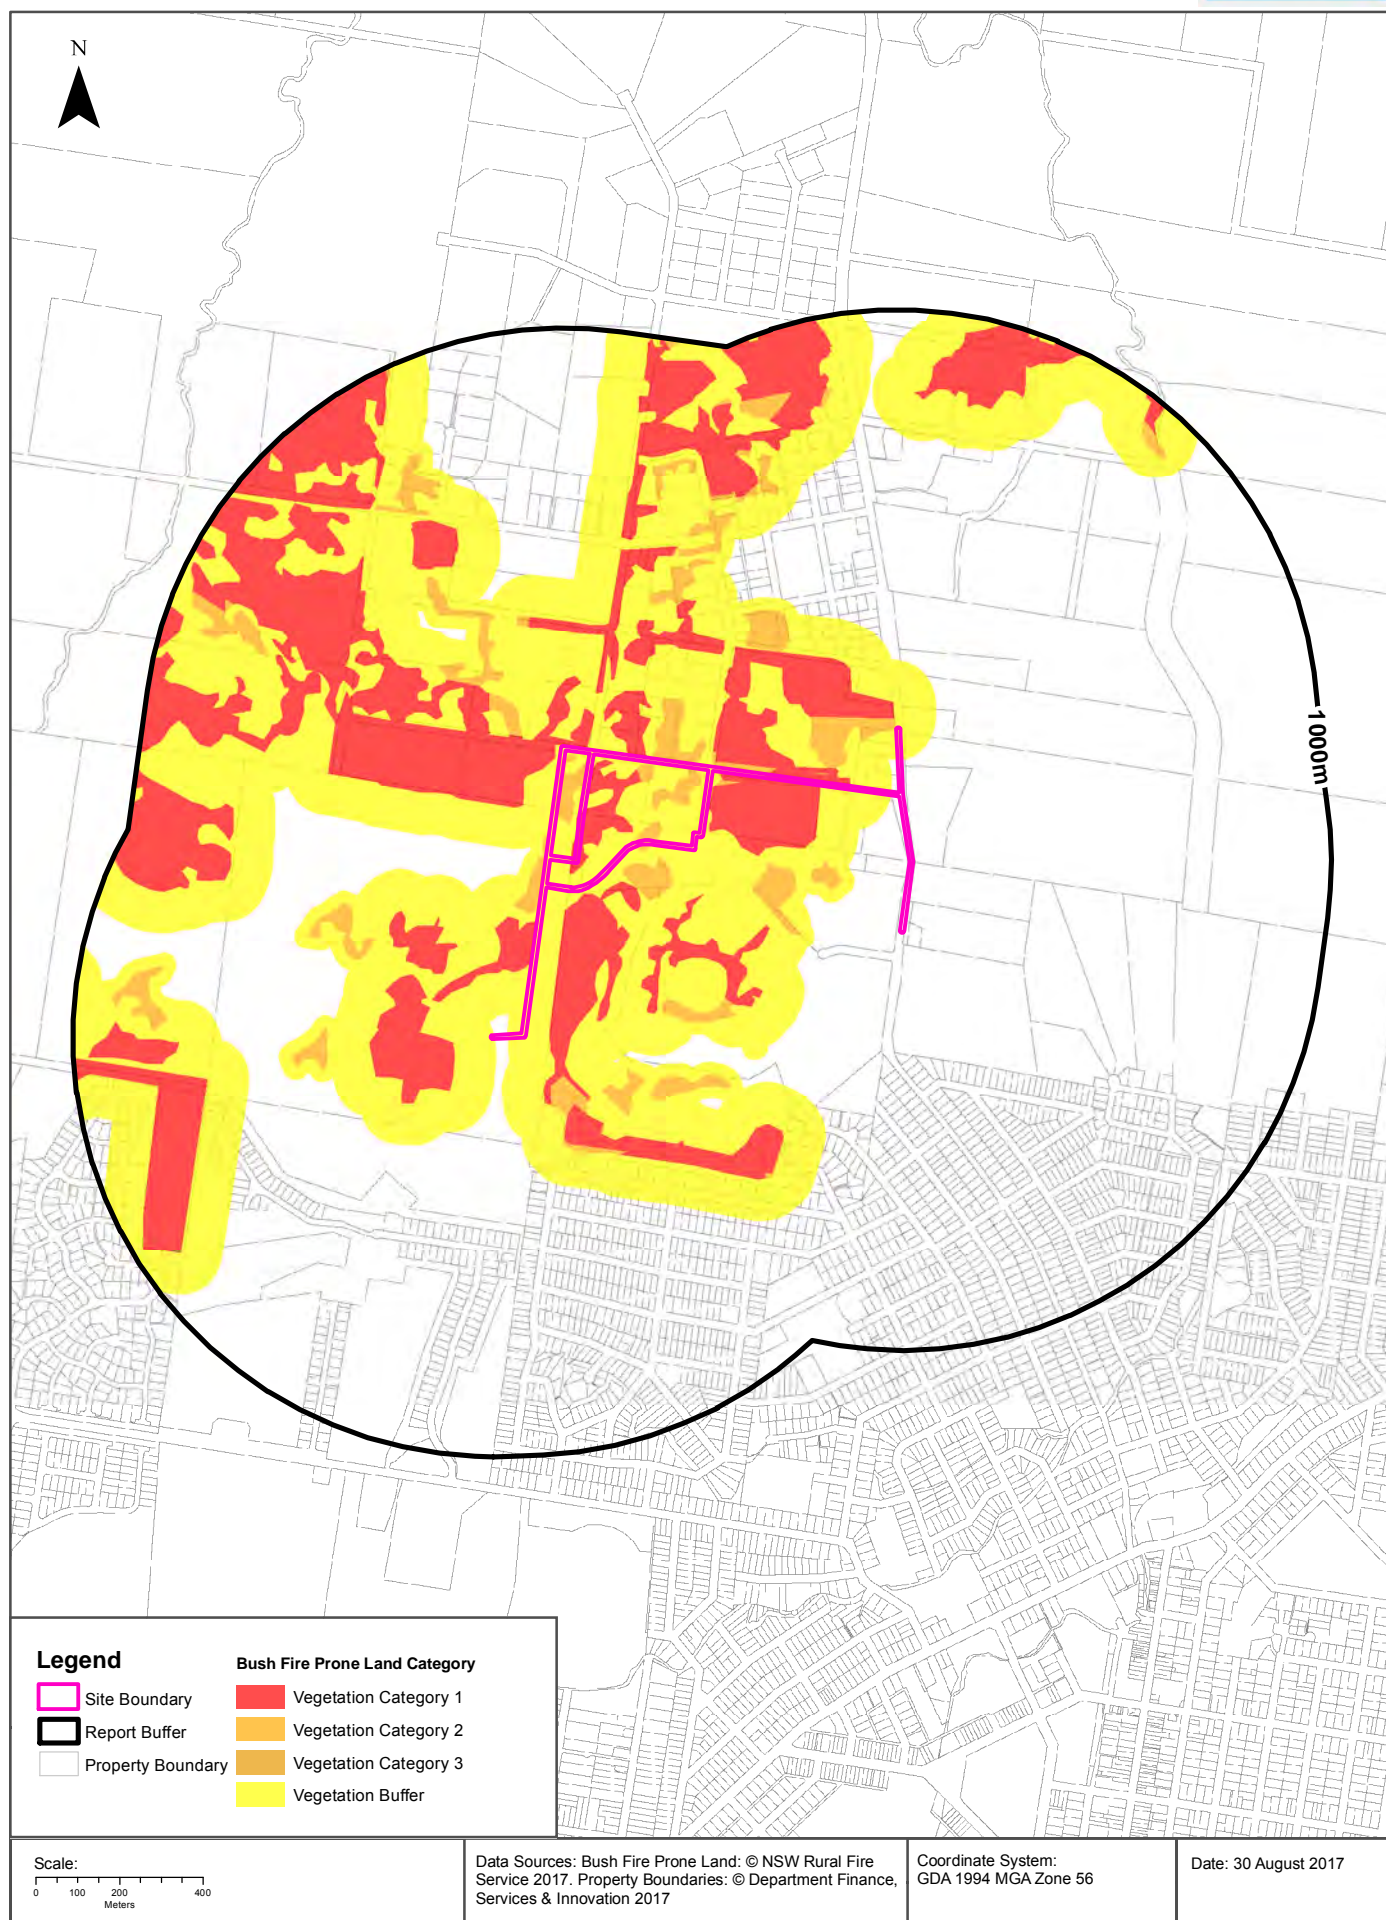 N
1000m
Legend
Site Boundary
Report Buffer
Property Boundary
Bush Fire Prone Land Category
Vegetation Category 1
Vegetation Category 2
Vegetation Category 3
Vegetation Buffer
Scale:
0 100 200 400
Meters
Data Sources: Bush Fire Prone Land: © NSW Rural Fire
Service 2017. Property Boundaries: © Department Finance,
Services & Innovation 2017
Coordinate System:
GDA 1994 MGA Zone 56
Date: 30 August 2017